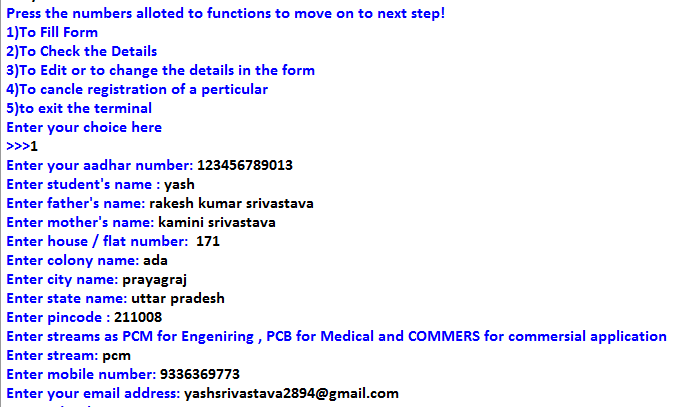 Press the numbers alloted to functions to move on to next step!
1)To Fill Form
2)To Check the Details
3)To Edit or to change the details in the form
4)To cancle registration of a perticular
5)to exit the terminal
Enter your choice here
>>>1
Enter your aadhar number: 123456789013
Enter student's name : yash
Enter father's name: rakesh kumar srivastava
Enter mother's name: kamini srivastava
Enter house / flat number:  171
Enter colony name: ada
Enter city name: prayagraj
Enter state name: uttar pradesh
Enter pincode : 211008
Enter streams as PCM for Engeniring , PCB for Medical and COMMERS for commersial application
Enter stream: pcm
Enter mobile number: 9336369773
Enter your email address: yashsrivastava2894@gmail.com